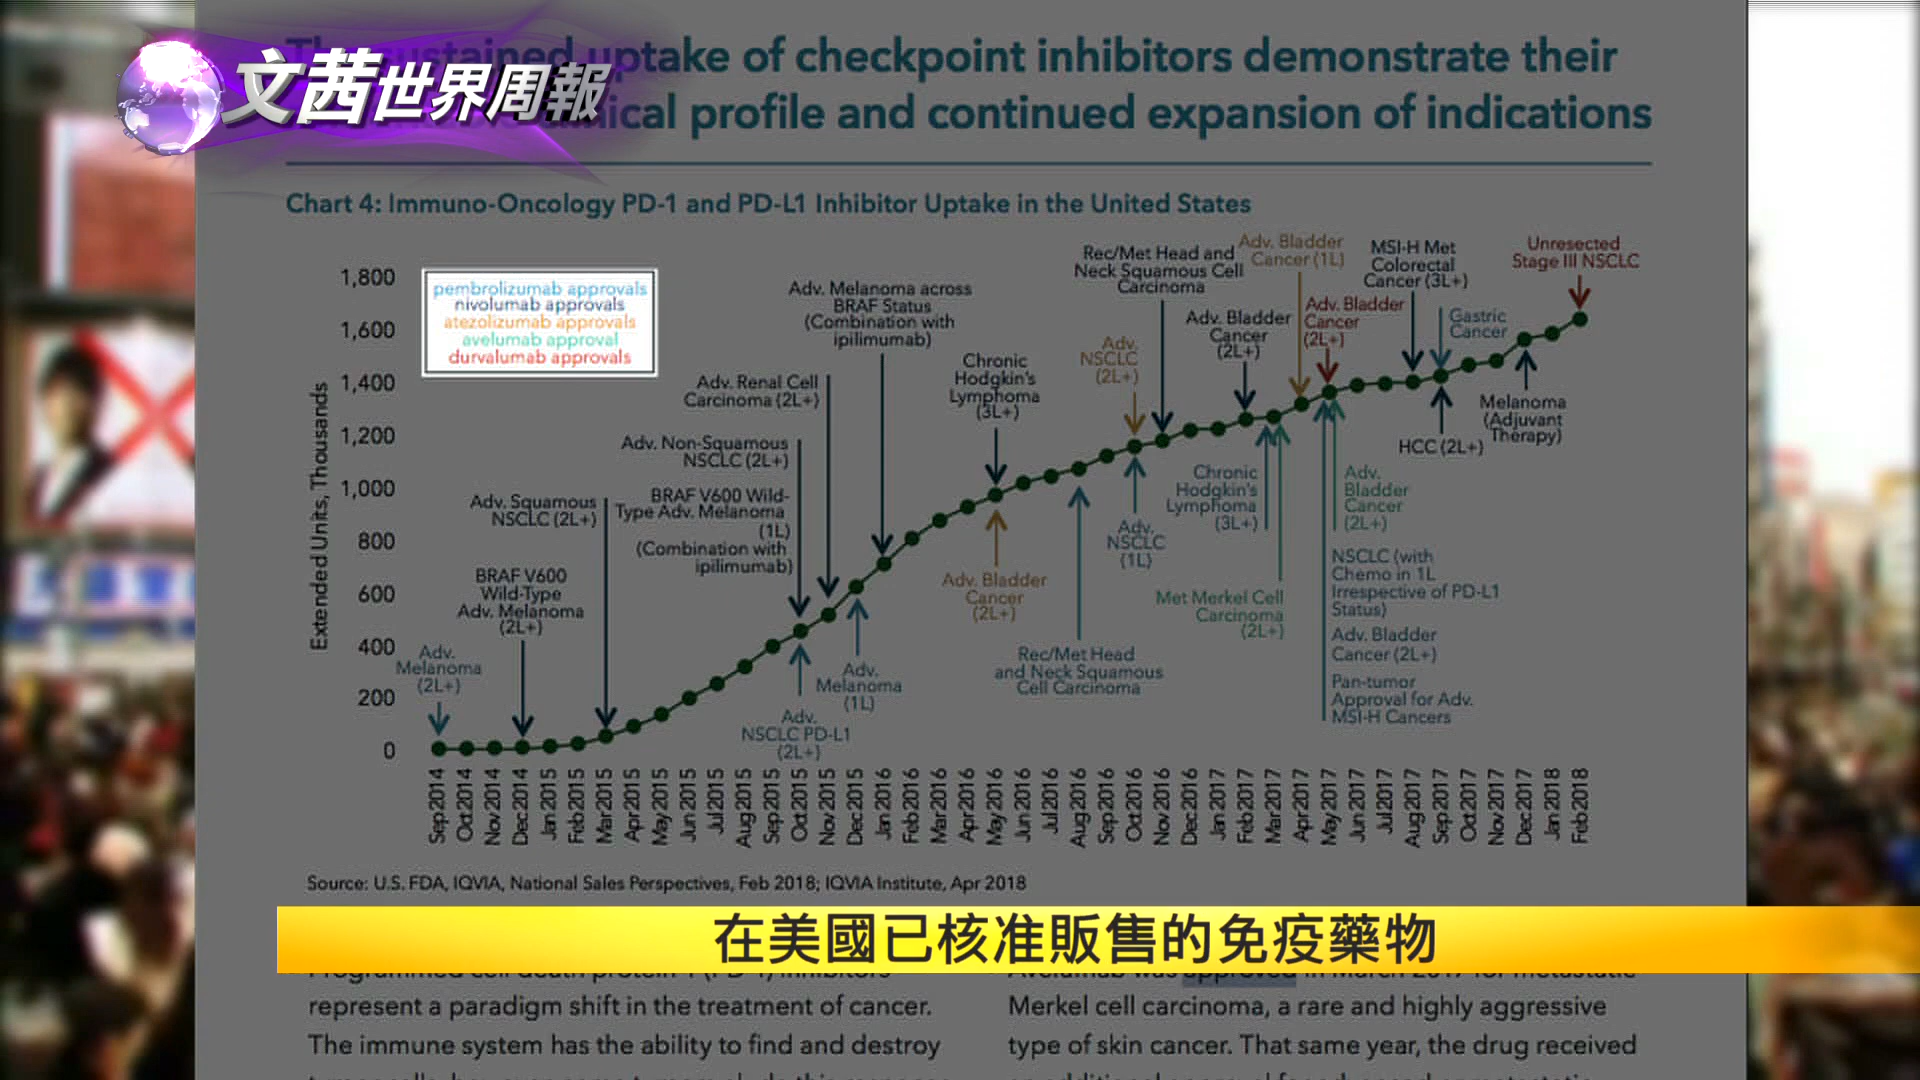 文茜世界周報
uptake of checkpoint inhibitors demonstrate their
profile and continued expansion of indications
Chart 4: Immuno-Oncology PD-1 and PD-L1 Inhibitor Uptake in the United States
Extended Units, Thousands
1,800
1,600
1,400
1,200
1,000
800
600
400
200
0
pembrolizumab approvals
nivolumab approvals
atezolizumab approvals
avelumab approval
durvalumab approvals
Adv.
Melanoma
(2L+)
BRAF V600
Wild-Type
Adv. Melanoma
(2L+)
Adv. Squamous
NSCLC (2L+)
Adv. Non-Squamous
NSCLC (2L+)
BRAF V600 Wild-
Type Adv. Melanoma
(1L)
(Combination with
ipilimumab)
Adv. Renal Cell
Carcinoma (2L+)
Adv. Melanoma across
BRAF Status
(Combination with
ipilimumab)
Adv.
NSCLC PD-L1
(2L+)
Adv.
Melanoma
(1L)
Chronic
Hodgkin's
Lymphoma
(3L+)
Adv. Bladder
Cancer
(2L+)
Rec/Met Head
and Neck Squamous
Cell Carcinoma
Adv.
NSCLC
(2L+)
Adv.
NSCLC
(1L)
Rec/Met Head and
Neck Squamous Cell
Carcinoma
Adv. Bladder
Cancer
(2L+)
Chronic
Hodgkin's
Lymphoma
(3L+)
Met Merkel Cell
Carcinoma
(2L+)
Adv. Bladder
Cancer (1L)
Adv. Bladder
Cancer
(2L+)
Adv.
Bladder
Cancer
(2L+)
NSCLC (with
Chemo in 1L
Irrespective of PD-L1
Status)
Adv. Bladder
Cancer (2L+)
Pan-tumor
Approval for Adv.
MSI-H Cancers
MSI-H Met
Colorectal
Cancer (3L+)
Gastric
Cancer
HCC (2L+)
Melanoma
(Adjuvant
Therapy)
Unresected
Stage III NSCLC
Sep2014
Oct2014
Nov2014
Dec2014
Jan2015
Feb2015
Mar2015
Apr2015
May2015
Jun2015
Jul2015
Aug2015
Sep2015
Oct2015
Nov2015
Dec2015
Jan2016
Feb2016
Mar2016
Apr2016
May2016
Jun2016
Jul2016
Aug2016
Sep2016
Oct2016
Nov2016
Dec2016
Jan2017
Feb2017
Mar2017
Apr2017
May2017
Jun2017
Jul2017
Aug2017
Sep2017
Oct2017
Nov2017
Dec2017
Jan2018
Feb2018
Source: U.S. FDA, IQVIA, National Sales Perspectives, Feb 2018; IQVIA Institute, Apr 2018
在美國已核准販售的免疫藥物
represent a paradigm shift in the treatment of cancer.
The immune system has the ability to find and destroy
Merkel cell carcinoma, a rare and highly aggressive
type of skin cancer. That same year, the drug received